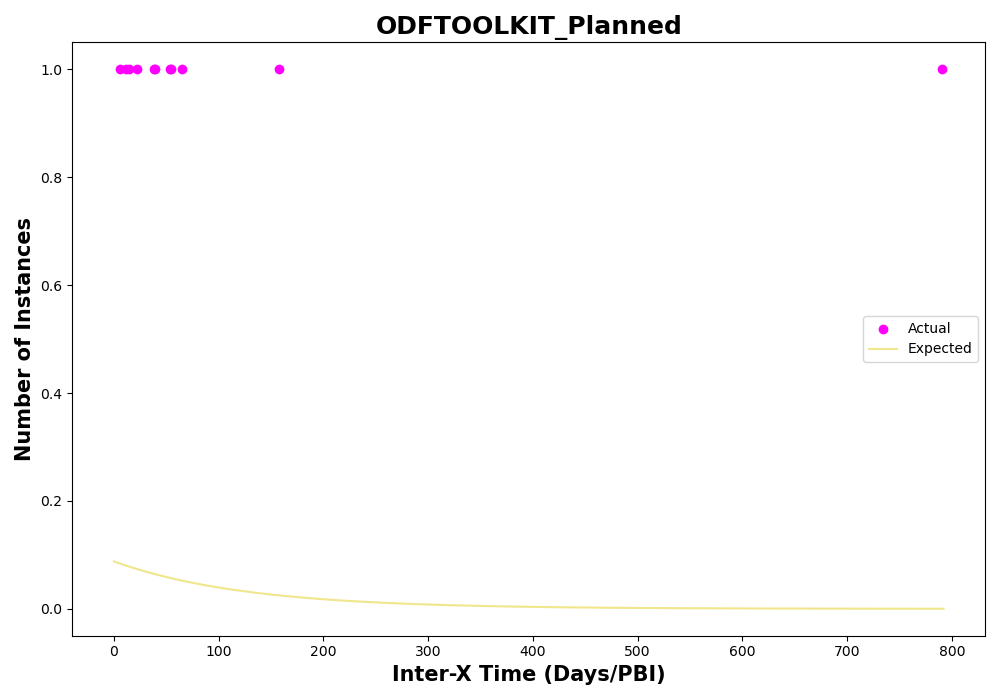 ODFTOOLKIT_Planned
Number of Instances
1.0
0.8
0.6
0.4
0.2
0.0
Actual
Expected
0 100 200 300 400 500 600 700 800
Inter-X Time (Days/PBI)